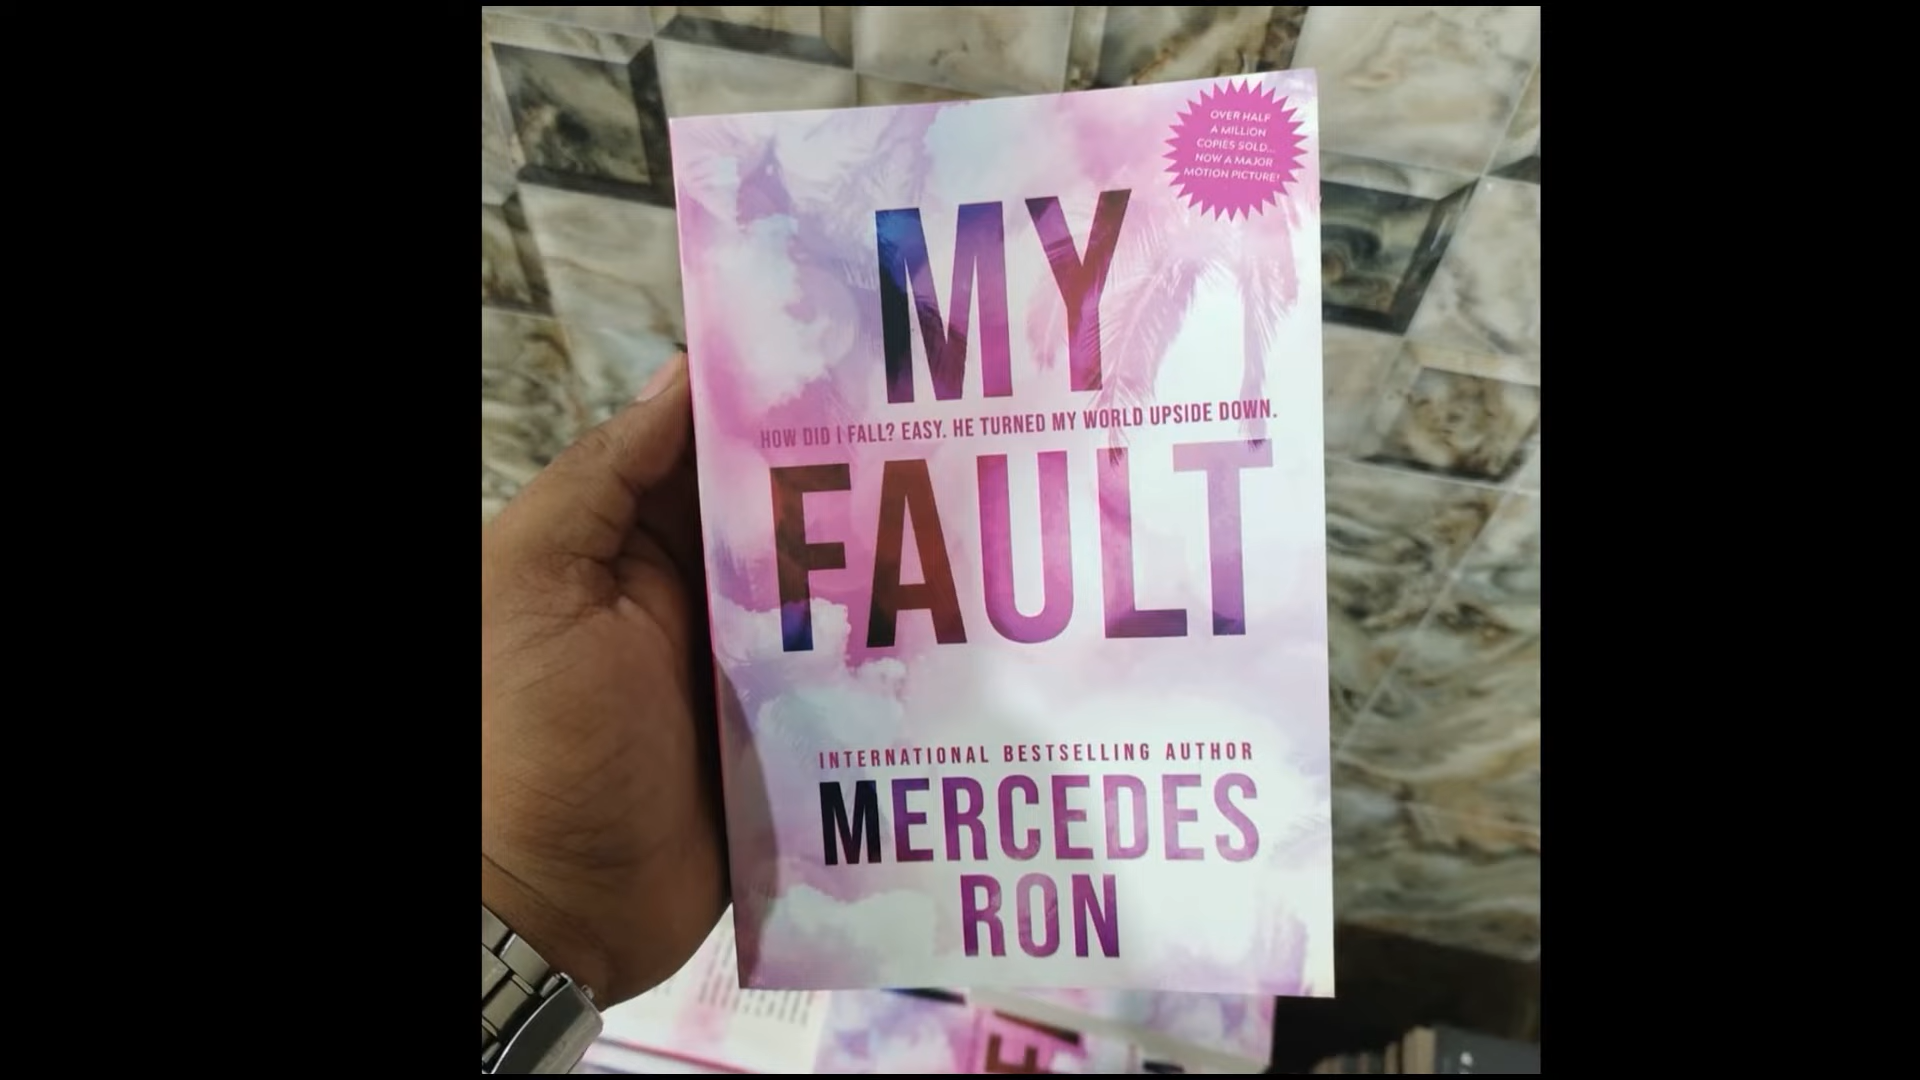 OVER HALF
A MILLION
COPIES SOLD...
NOW A MAJOR
MOTION PICTURE!
MY
HOW DID I FALL? EASY. HE TURNED MY WORLD UPSIDE DOWN.
FAULT
INTERNATIONAL BESTSELLING AUTHOR
MERCEDES
RON